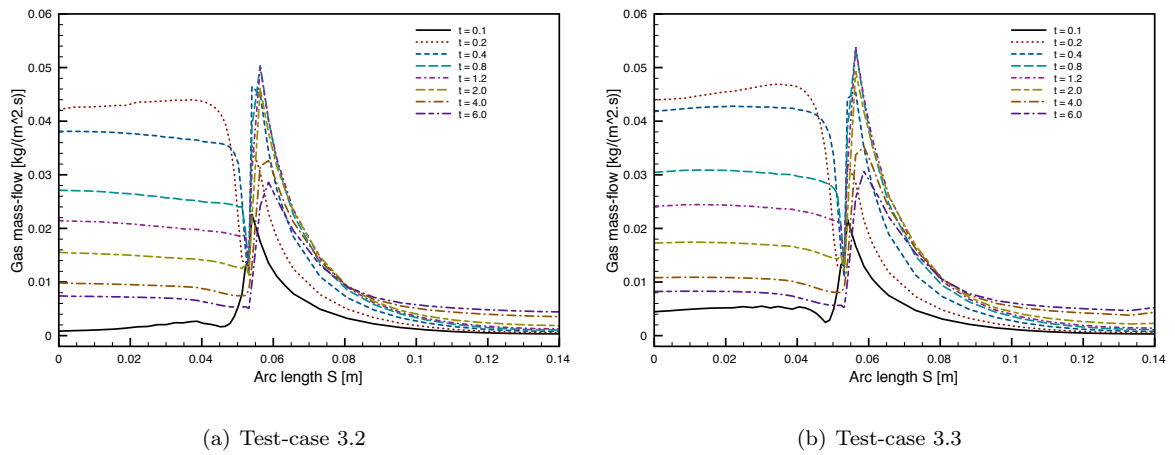 0.06
0.05
0.04
0.03
0.02
0.01
0
Gas mass-flow [kg/(m^2. s)]
0
0.02
0.04
0.06
0.08
0.1
0.12
0.14
Arc length S [m]
t = 0.1
t = 0.2
t = 0.4
t = 0.8
t = 1.2
t = 2.0
t = 4.0
t = 6.0
(a) Test-case 3.2
0.06
0.05
0.04
0.03
0.02
0.01
0
Gas mass-flow [kg/(m^2. s)]
0
0.02
0.04
0.06
0.08
0.1
0.12
0.14
Arc length S [m]
t = 0.1
t = 0.2
t = 0.4
t = 0.8
t = 1.2
t = 2.0
t = 4.0
t = 6.0
(b) Test-case 3.3